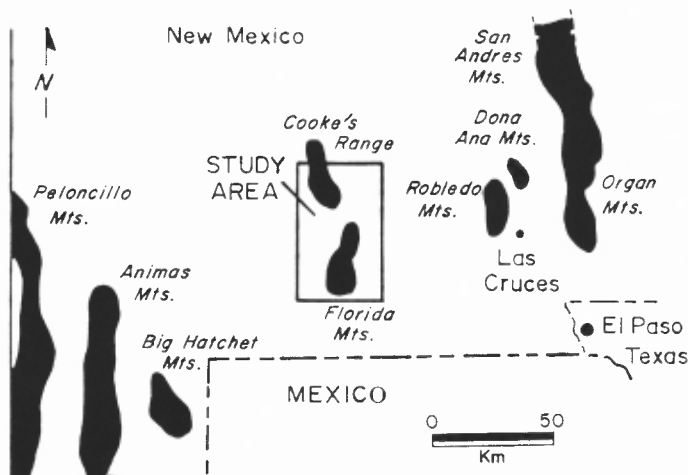 New Mexico
N
San
Andres
Mts.
Cooke's
Range
Dona
Ana Mts.
STUDY
AREA
Peloncillo
Mts.
Robledo
Mts.
Organ
Mts.
Animas
Mts.
Las
Cruces
Florida
Mts.
Big Hatchet
Mts.
El Paso
Texas
MEXICO
0 50
Km